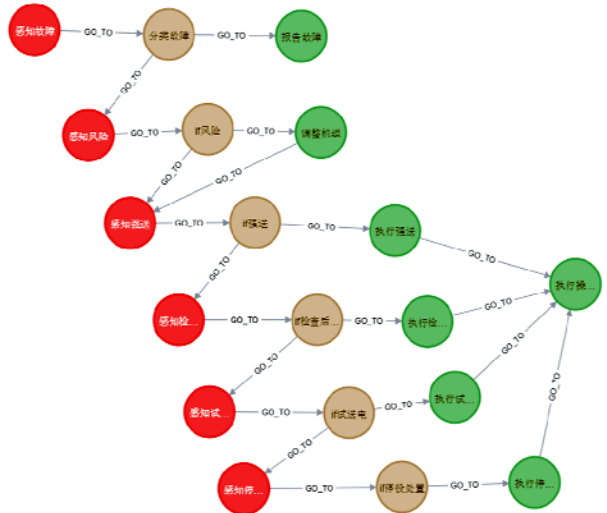 感知故障
GO_TO
分类故障
GO_TO
报告故障
GO_TO
感知风险
GO_TO
if风险
GO_TO
调整机组
GO_TO
GO_TO
感知强送
GO_TO
if强送
GO_TO
执行强送
GO_TO
GO_TO
执行操...
感知检...
GO_TO
if检查后...
GO_TO
执行检...
GO_TO
GO_TO
GO_TO
感知试...
GO_TO
if试送电
GO_TO
执行试...
GO_TO
GO_TO
感知停...
GO_TO
if停役处置
GO_TO
执行停...